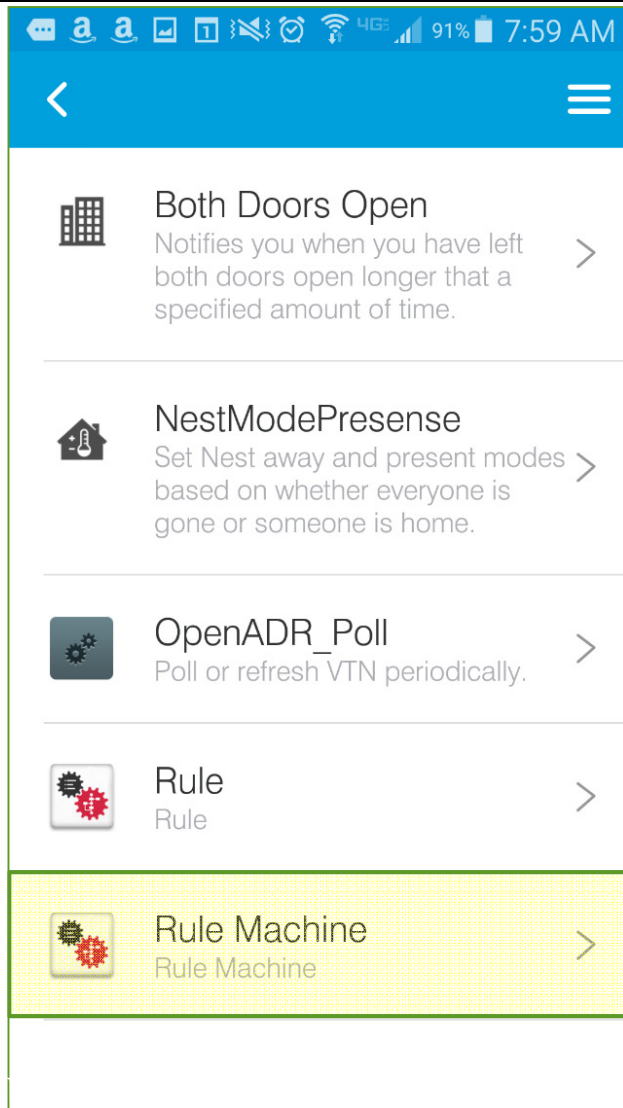 a a 1 4G 91% 7:59 AM
Both Doors Open
Notifies you when you have left
both doors open longer that a
specified amount of time.
NestModePresense
Set Nest away and present modes
based on whether everyone is
gone or someone is home.
OpenADR_Poll
Poll or refresh VTN periodically.
Rule
Rule
Rule Machine
Rule Machine